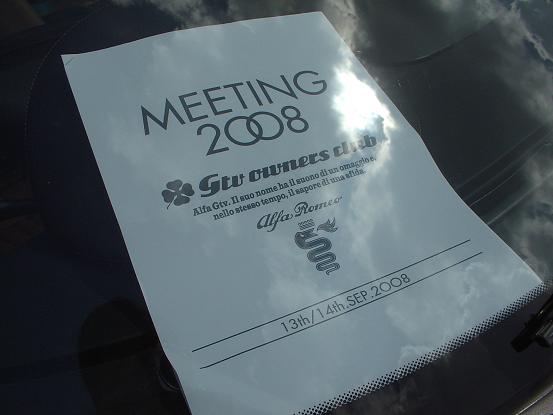 MEETING
2008
Gtv owners club
Alfa Gtv. Il suo nome ha il suono di un omaggio e,
nello stesso tempo, il sapore di una sfida.
Alfa Romeo
13th/14th.SEP.2008